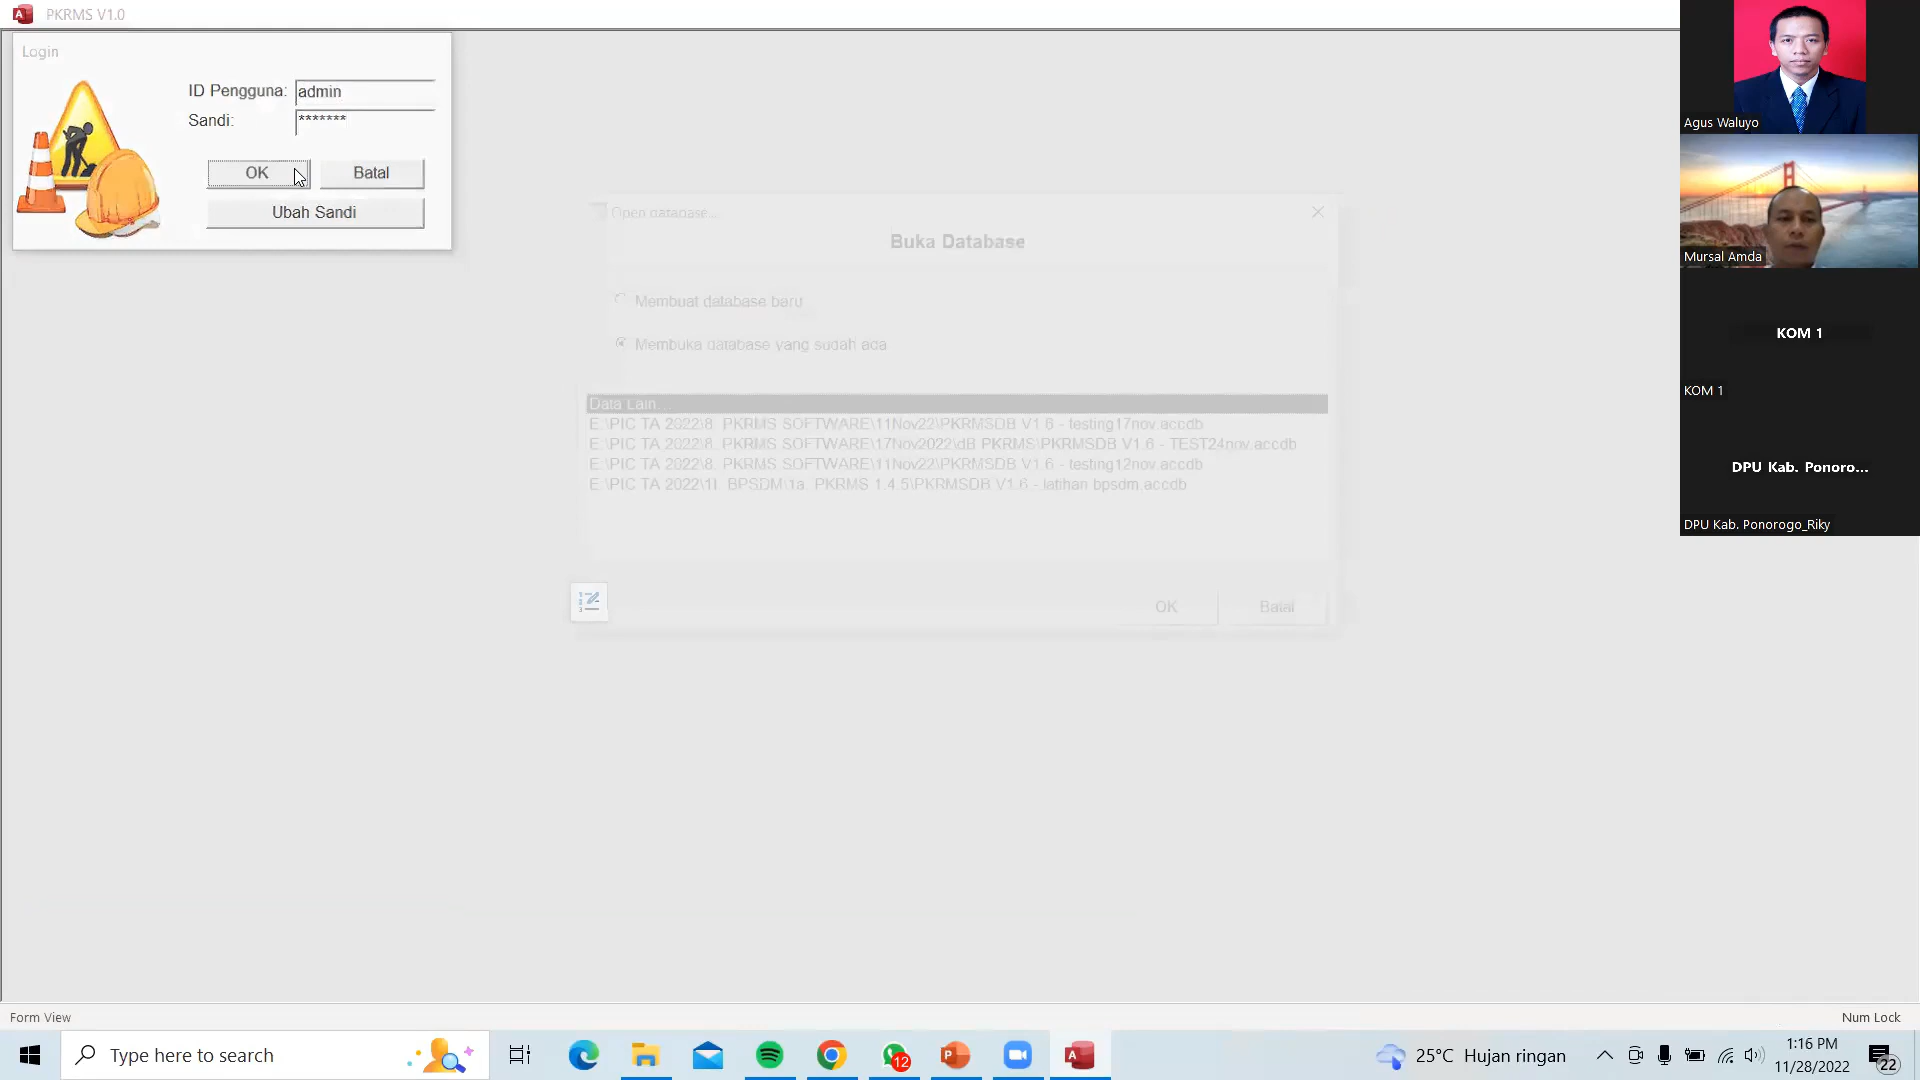 PKRMS V1.0
Login
ID Pengguna: admin
Sandi: *******
OK Batal
Ubah Sandi
Open database...
Buka Database
Membuat database baru
Membuka database yang sudah ada
Data Lain...
E:\PIC TA 2022\8. PKRMS SOFTWARE\11Nov22\PKRMSDB V1.6 - testing17nov.accdb
E:\PIC TA 2022\8. PKRMS SOFTWARE\17Nov2022\dB PKRMS\PKRMSDB V1.6 - TEST24nov.accdb
E:\PIC TA 2022\8. PKRMS SOFTWARE\11Nov22\PKRMSDB V1.6 - testing12nov.accdb
E:\PIC TA 2022\11. BPSDM\1a. PKRMS 1.4.5\PKRMSDB V1.6 - latihan bpsdm.accdb
OK Batal
Agus Waluyo
Mursal Amda
KOM 1
KOM 1
DPU Kab. Ponoro...
DPU Kab. Ponorogo_Riky
Form View
Num Lock
Type here to search
12
25°C Hujan ringan
1:16 PM
11/28/2022
22